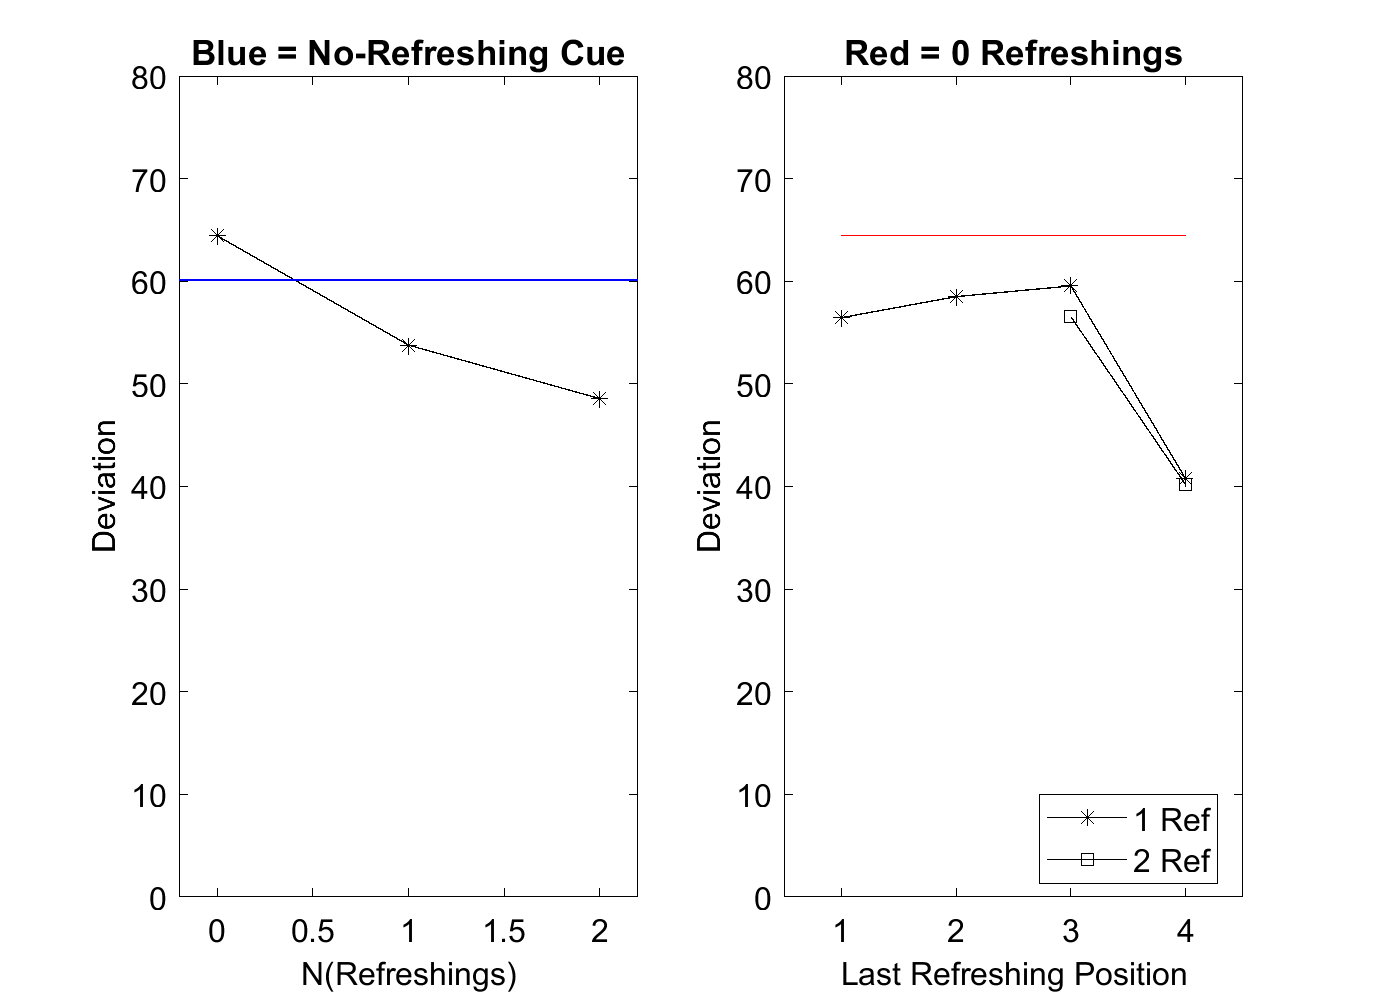 Blue = No-Refreshing Cue
80
70
60
50
40
30
20
10
0
Deviation
0 0.5 1 1.5 2
N(Refreshings)
Red = 0 Refreshings
80
70
60
50
40
30
20
10
0
Deviation
1 Ref
2 Ref
1 2 3 4
Last Refreshing Position